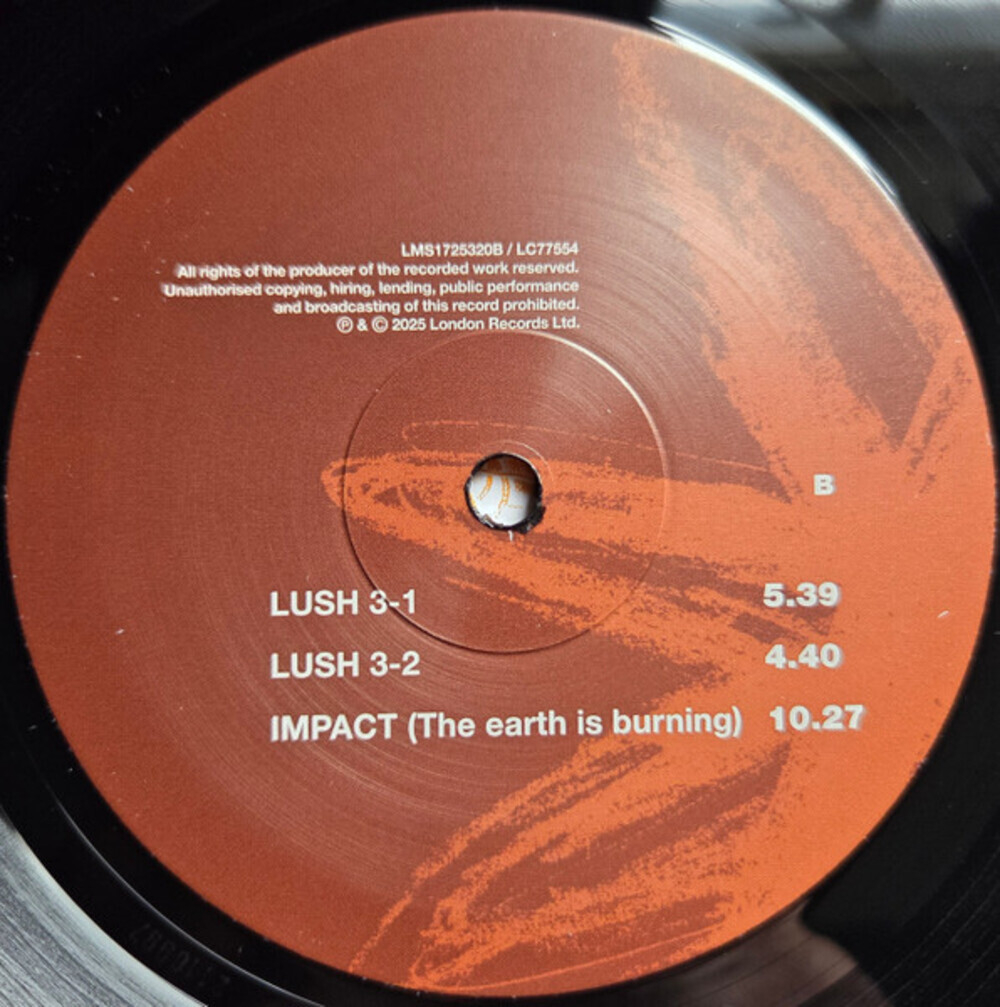 LMS1725320B / LC77554
All rights of the producer of the recorded work reserved.
Unauthorised copying, hiring, lending, public performance
and broadcasting of this record prohibited.
Ⓟ & © 2025 London Records Ltd.
B
LUSH 3-1 5.39
LUSH 3-2 4.40
IMPACT (The earth is burning) 10.27